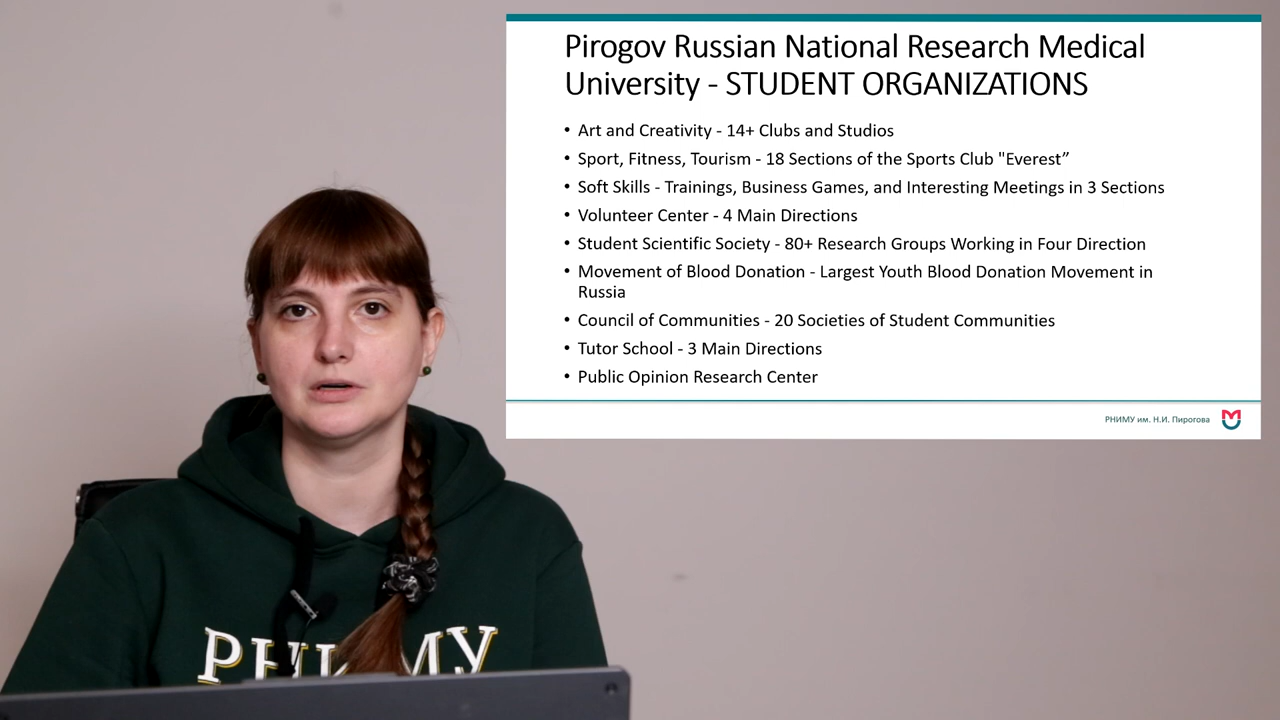 Pirogov Russian National Research Medical
University - STUDENT ORGANIZATIONS
• Art and Creativity - 14+ Clubs and Studios
• Sport, Fitness, Tourism - 18 Sections of the Sports Club "Everest”
• Soft Skills - Trainings, Business Games, and Interesting Meetings in 3 Sections
• Volunteer Center - 4 Main Directions
• Student Scientific Society - 80+ Research Groups Working in Four Direction
• Movement of Blood Donation - Largest Youth Blood Donation Movement in
Russia
• Council of Communities - 20 Societies of Student Communities
• Tutor School - 3 Main Directions
• Public Opinion Research Center
РНИМУ им. Н.И. Пирогова
РНИМУ